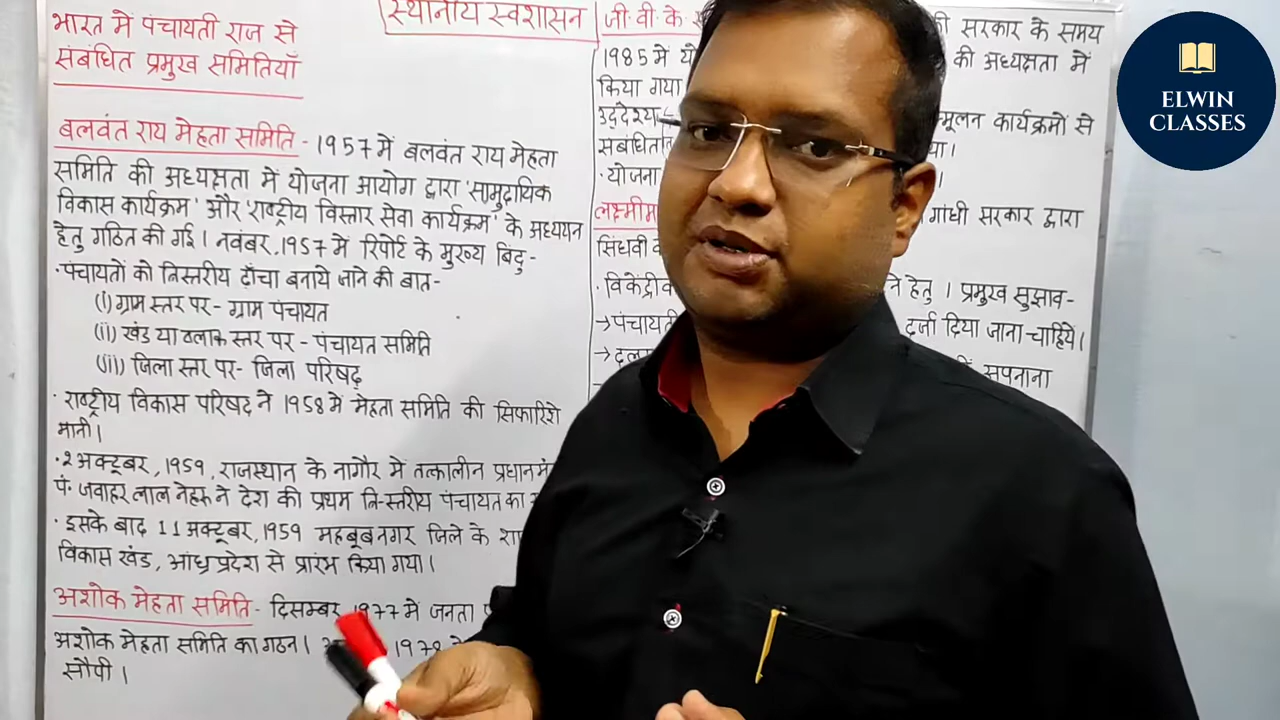 स्थानीय स्वशासन
भारत में पंचायती राज से
संबंधित प्रमुख समितियाँ
बलवंत राय मेहता समिति - 1957 में बलवंत राय मेहता
समिति की अध्यक्षता में योजना आयोग द्वारा 'सामुदायिक
विकास कार्यक्रम' और 'राष्ट्रीय विस्तार सेवा कार्यक्रम' के अध्ययन
हेतु गठित की गई। नवंबर, 1957 में रिपोर्ट के मुख्य बिंदु -
· पंचायतों को त्रिस्तरीय ढाँचा बनाये जाने की बात -
(i) ग्राम स्तर पर - ग्राम पंचायत
(ii) खंड या ब्लाक स्तर पर - पंचायत समिति
(iii) जिला स्तर पर - जिला परिषद्
· राष्ट्रीय विकास परिषद ने 1958 में मेहता समिति की सिफारिशे
मानी।
· 2 अक्टूबर, 1959, राजस्थान के नागौर में तत्कालीन
पं. जवाहर लाल नेहरू ने देश की प्रथम त्रि-स्तरीय पंचायत का
· इसके बाद 11 अक्टूबर, 1959 महबूबनगर जिले के
विकास खंड, आंध्रप्रदेश से प्रारंभ किया गया।
अशोक मेहता समिति - दिसम्बर 1977 में जनता
अशोक मेहता समिति का गठन। 1978
सौंपी।
जी. वी. के. की सरकार के समय
1985 में की अध्यक्षता में
किया गया
उद्देश्य कार्यक्रमों से
· योजना
गांधी सरकार द्वारा
सिंघवी
हेतु । प्रमुख सुझाव -
→ पंचायती दर्जा दिया जाना चाहिये।
→
ELWIN
CLASSES